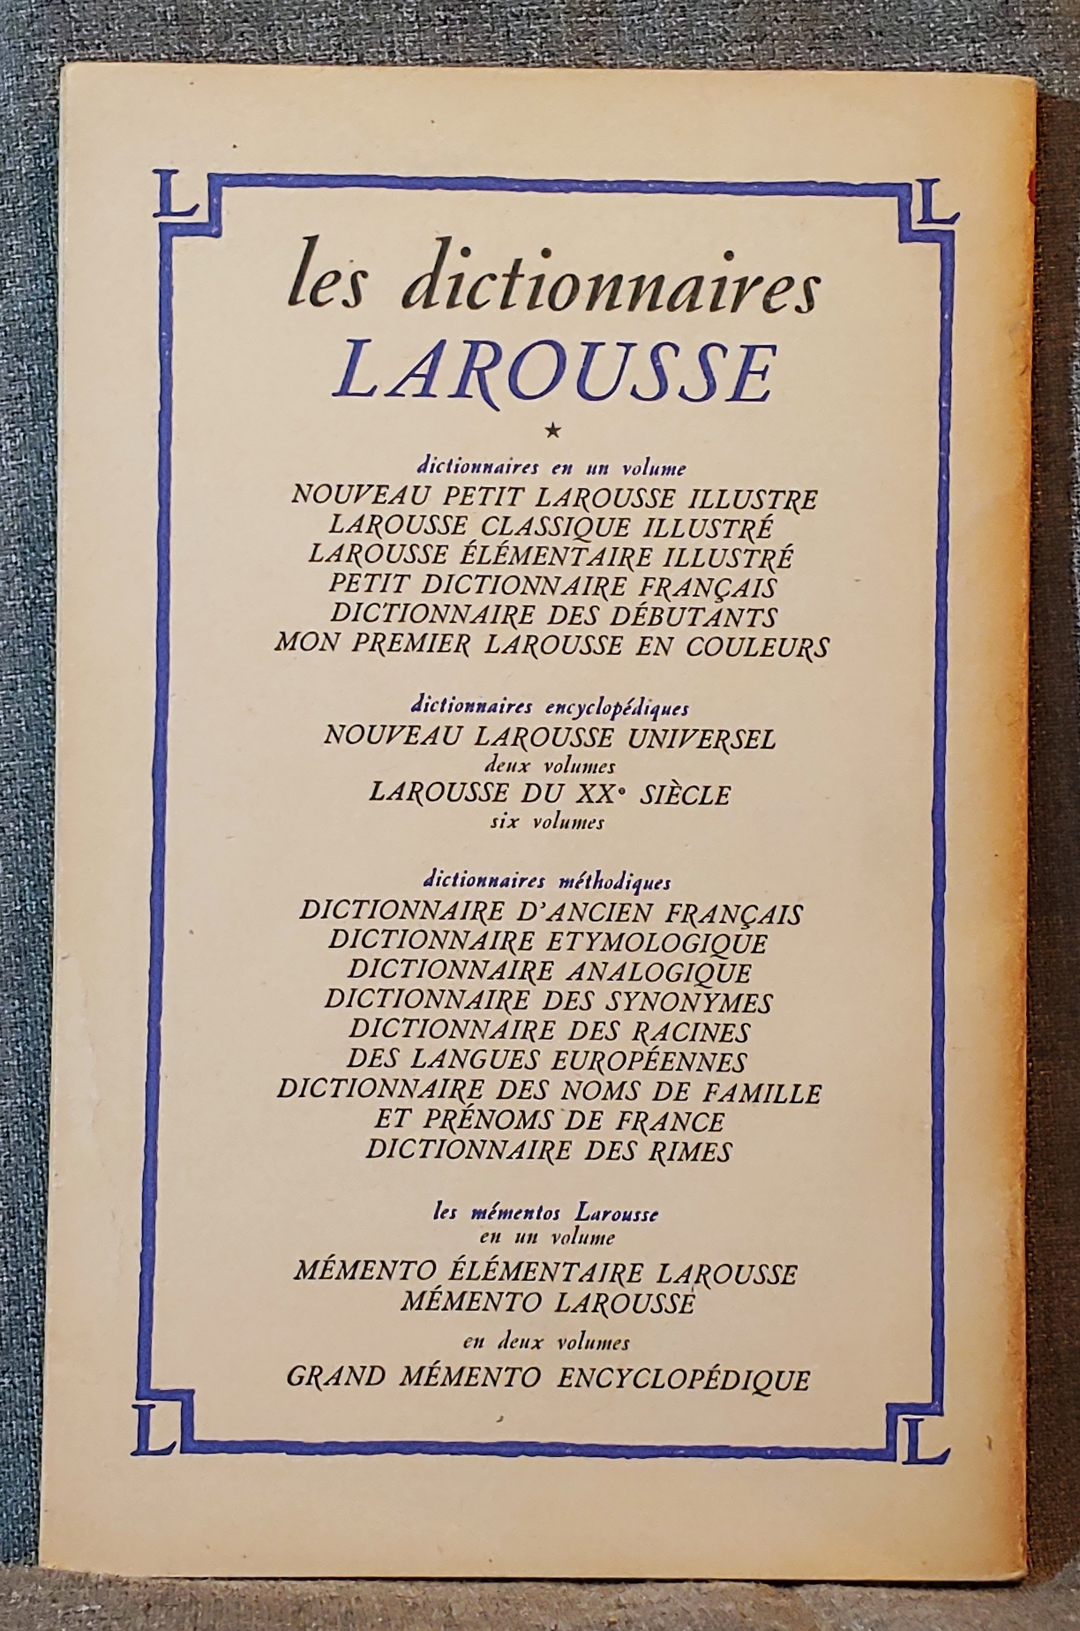 L L
les dictionnaires
LAROUSSE
★
dictionnaires en un volume
NOUVEAU PETIT LAROUSSE ILLUSTRE
LAROUSSE CLASSIQUE ILLUSTRÉ
LAROUSSE ÉLÉMENTAIRE ILLUSTRÉ
PETIT DICTIONNAIRE FRANÇAIS
DICTIONNAIRE DES DÉBUTANTS
MON PREMIER LAROUSSE EN COULEURS
dictionnaires encyclopédiques
NOUVEAU LAROUSSE UNIVERSEL
deux volumes
LAROUSSE DU XXᵉ SIÈCLE
six volumes
dictionnaires méthodiques
DICTIONNAIRE D'ANCIEN FRANÇAIS
DICTIONNAIRE ETYMOLOGIQUE
DICTIONNAIRE ANALOGIQUE
DICTIONNAIRE DES SYNONYMES
DICTIONNAIRE DES RACINES
DES LANGUES EUROPÉENNES
DICTIONNAIRE DES NOMS DE FAMILLE
ET PRÉNOMS DE FRANCE
DICTIONNAIRE DES RIMES
les mémentos Larousse
en un volume
MÉMENTO ÉLÉMENTAIRE LAROUSSE
MÉMENTO LAROUSSE
en deux volumes
GRAND MÉMENTO ENCYCLOPÉDIQUE
L L